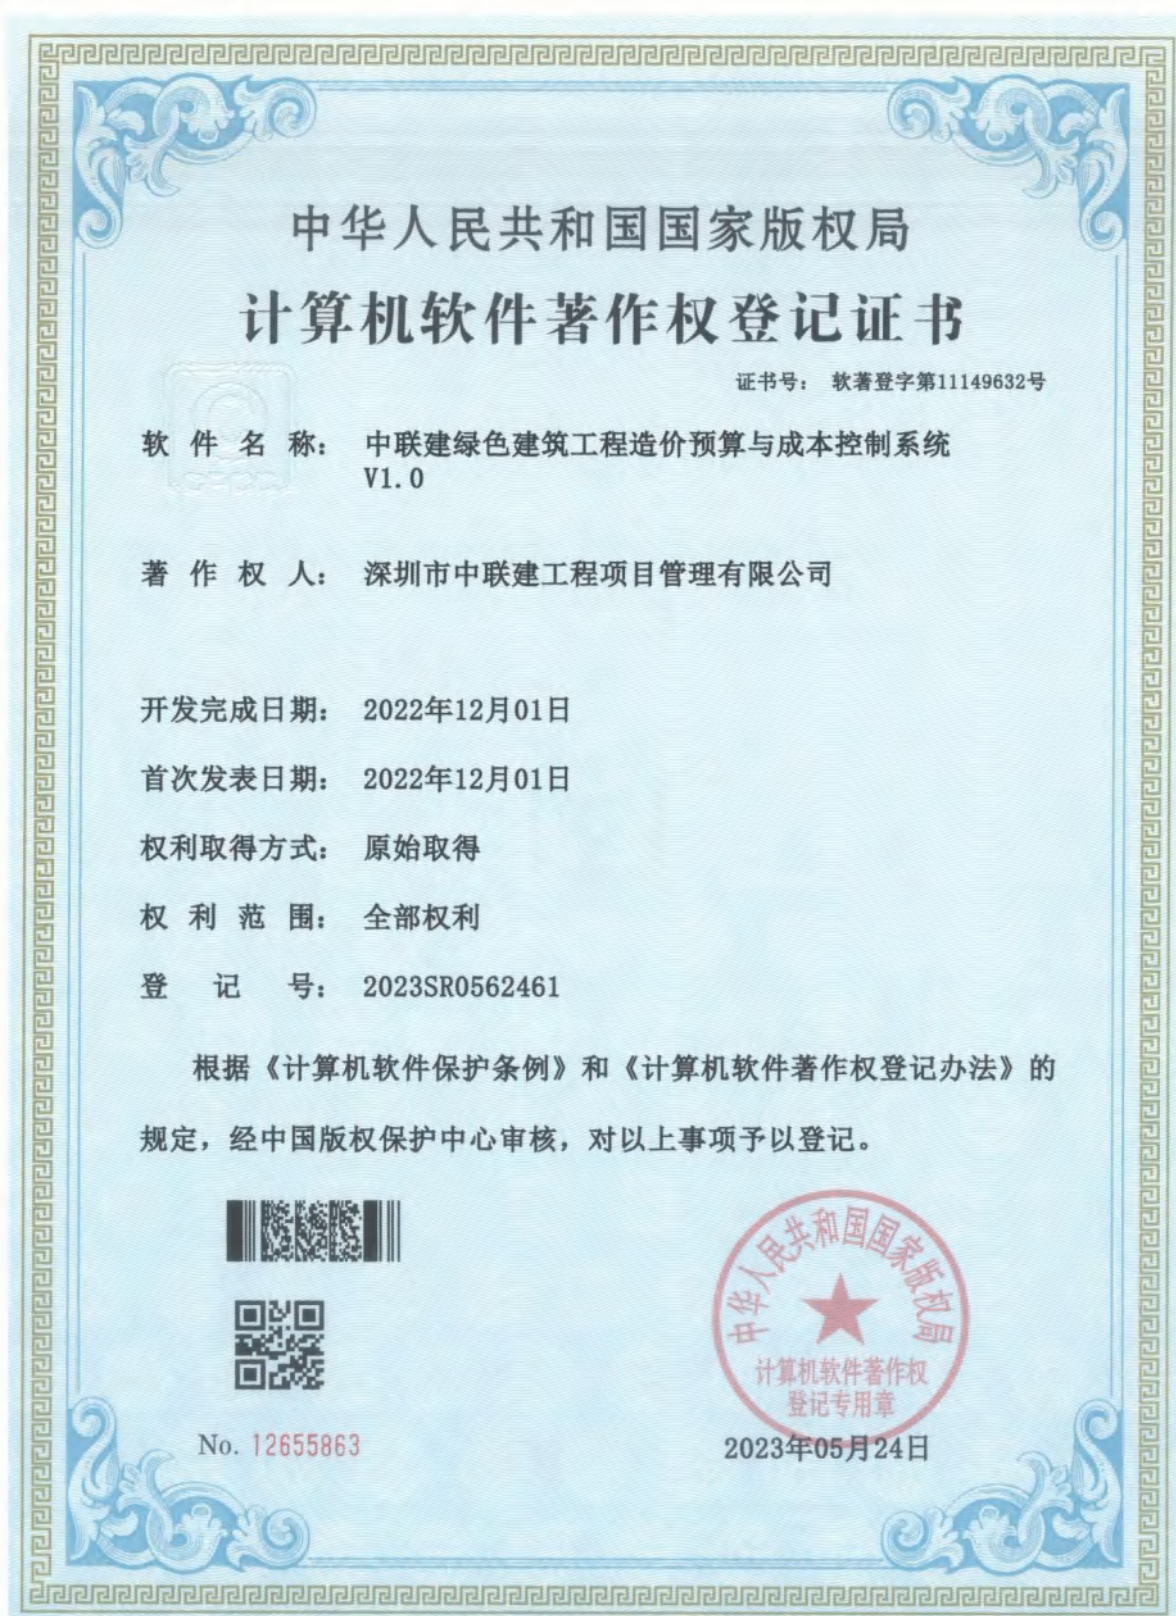 中华人民共和国国家版权局
计算机软件著作权登记证书
证书号： 软著登字第11149632号
软件名称： 中联建绿色建筑工程造价预算与成本控制系统
V1.0
著作权人： 深圳市中联建工程项目管理有限公司
开发完成日期： 2022年12月01日
首次发表日期： 2022年12月01日
权利取得方式： 原始取得
权利范围： 全部权利
登记号： 2023SR0562461
根据《计算机软件保护条例》和《计算机软件著作权登记办法》的
规定，经中国版权保护中心审核，对以上事项予以登记。
中华人民共和国国家版权局
计算机软件著作权
登记专用章
No. 12655863
2023年05月24日